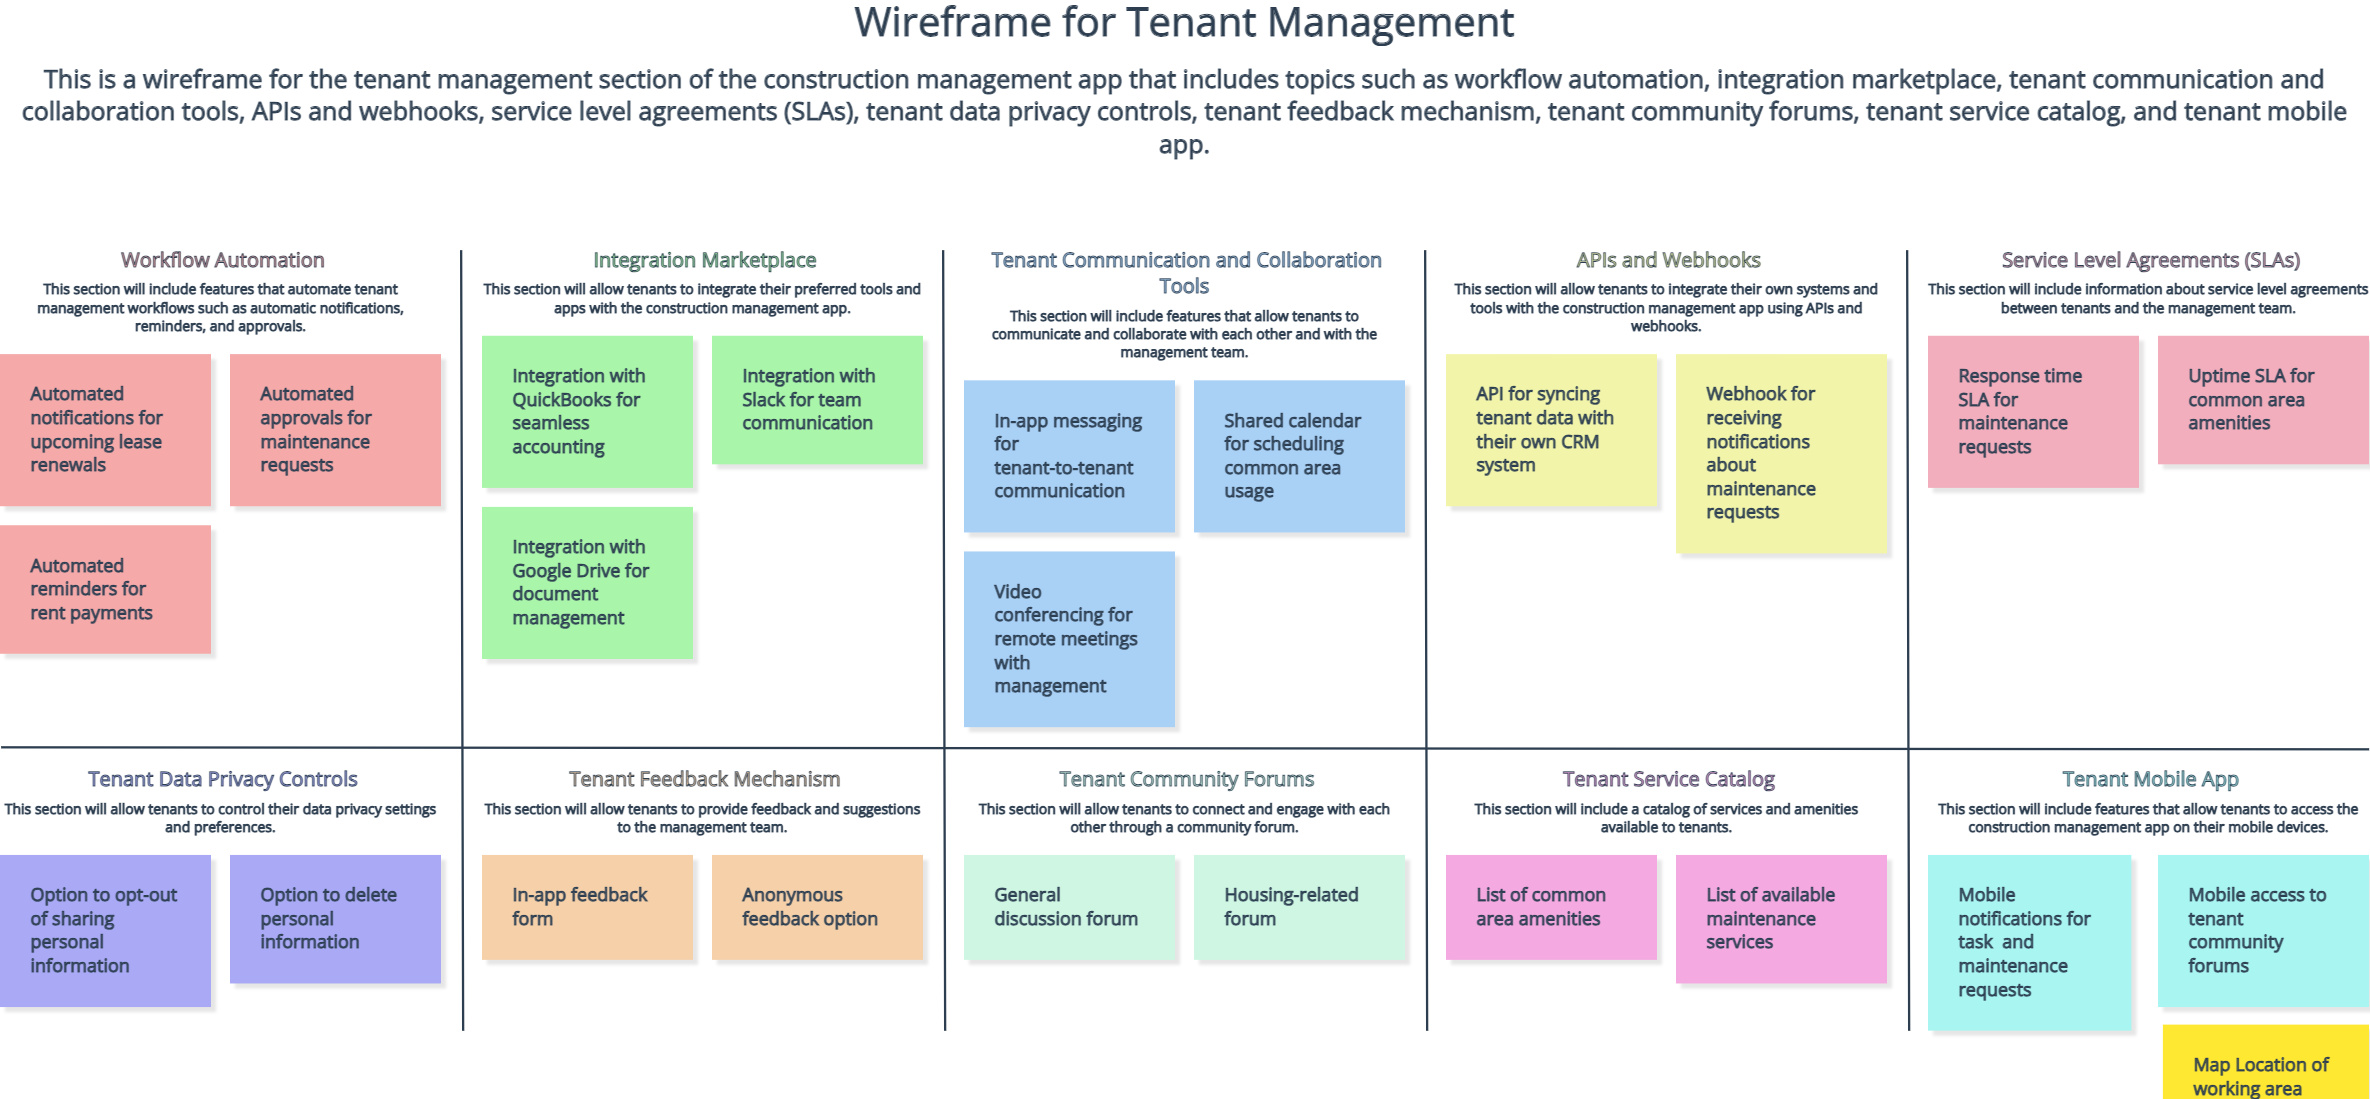 Wireframe for Tenant Management
This is a wireframe for the tenant management section of the construction management app that includes topics such as workflow automation, integration marketplace, tenant communication and
collaboration tools, APIs and webhooks, service level agreements (SLAs), tenant data privacy controls, tenant feedback mechanism, tenant community forums, tenant service catalog, and tenant mobile
app.
Workflow Automation
This section will include features that automate tenant
management workflows such as automatic notifications,
reminders, and approvals.
Automated
notifications for
upcoming lease
renewals
Automated
approvals for
maintenance
requests
Automated
reminders for
rent payments
Integration Marketplace
This section will allow tenants to integrate their preferred tools and
apps with the construction management app.
Integration with
QuickBooks for
seamless
accounting
Integration with
Slack for team
communication
Integration with
Google Drive for
document
management
Tenant Communication and Collaboration
Tools
This section will include features that allow tenants to
communicate and collaborate with each other and with the
management team.
In-app messaging
for
tenant-to-tenant
communication
Shared calendar
for scheduling
common area
usage
Video
conferencing for
remote meetings
with
management
APIs and Webhooks
This section will allow tenants to integrate their own systems and
tools with the construction management app using APIs and
webhooks.
API for syncing
tenant data with
their own CRM
system
Webhook for
receiving
notifications
about
maintenance
requests
Service Level Agreements (SLAs)
This section will include information about service level agreements
between tenants and the management team.
Response time
SLA for
maintenance
requests
Uptime SLA for
common area
amenities
Tenant Data Privacy Controls
This section will allow tenants to control their data privacy settings
and preferences.
Option to opt-out
of sharing
personal
information
Option to delete
personal
information
Tenant Feedback Mechanism
This section will allow tenants to provide feedback and suggestions
to the management team.
In-app feedback
form
Anonymous
feedback option
Tenant Community Forums
This section will allow tenants to connect and engage with each
other through a community forum.
General
discussion forum
Housing-related
forum
Tenant Service Catalog
This section will include a catalog of services and amenities
available to tenants.
List of common
area amenities
List of available
maintenance
services
Tenant Mobile App
This section will include features that allow tenants to access the
construction management app on their mobile devices.
Mobile
notifications for
task and
maintenance
requests
Mobile access to
tenant
community
forums
Map Location of
working area